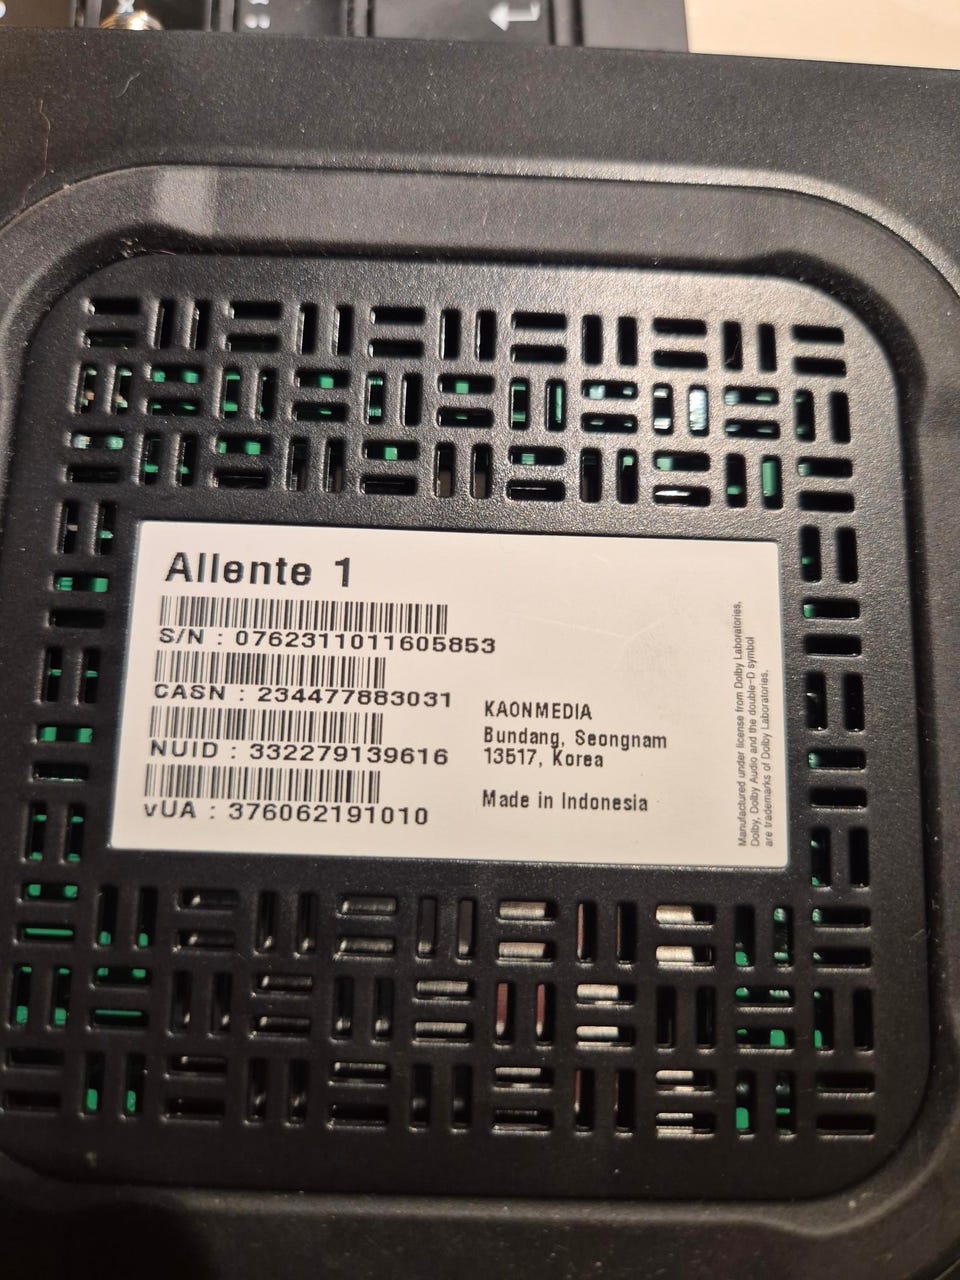 Allente 1
S/N : 0762311011605853
CASN : 234477883031
NUID : 332279139616
vUA : 376062191010
KAONMEDIA
Bundang, Seongnam
13517, Korea
Made in Indonesia
Manufactured under license from Dolby Laboratories.
Dolby, Dolby Audio and the double-D symbol
are trademarks of Dolby Laboratories.